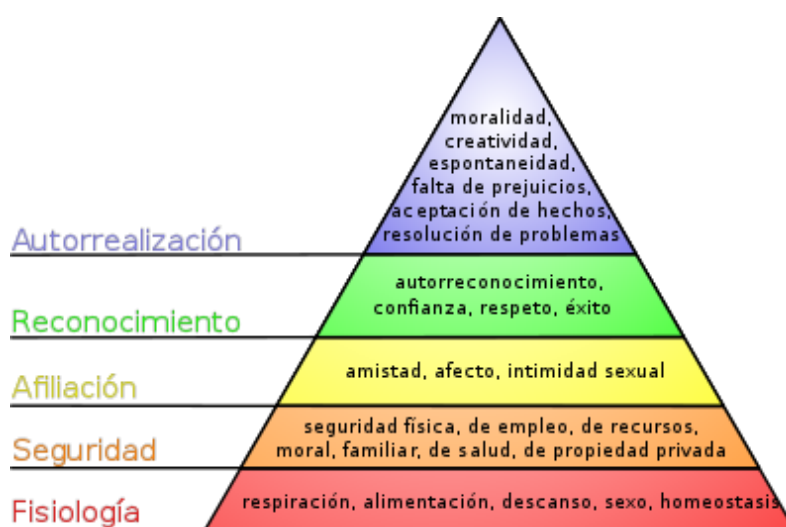 moralidad,
creatividad,
espontaneidad,
falta de prejuicios,
aceptación de hechos,
resolución de problemas
Autorrealización
autorreconocimiento,
confianza, respeto, éxito
Reconocimiento
amistad, afecto, intimidad sexual
Afiliación
seguridad física, de empleo, de recursos,
moral, familiar, de salud, de propiedad privada
Seguridad
respiración, alimentación, descanso, sexo, homeostasis
Fisiología